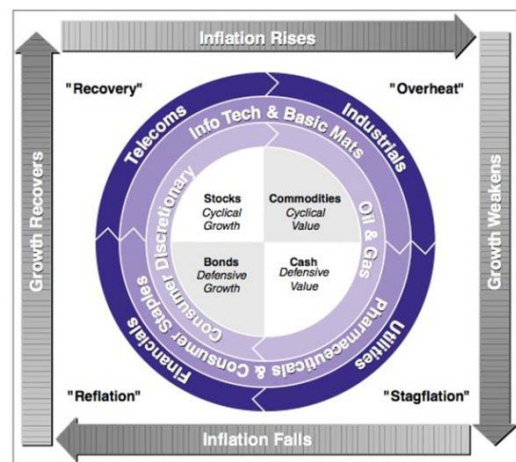 Inflation Rises
"Recovery"
"Overheat"
Telecoms
Info Tech & Basic Mats
Industrials
Growth Recovers
Growth Weakens
Consumer Discretionary
Stocks
Cyclical
Growth
Commodities
Cyclical
Value
Oil & Gas
Bonds
Defensive
Growth
Cash
Defensive
Value
Financials
Pharmaceuticals & Consumer Staples
Utilities
"Reflation"
"Stagflation"
Inflation Falls